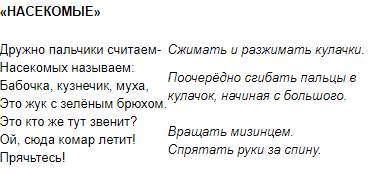 «НАСЕКОМЫЕ»
Дружно пальчики считаем-
Насекомых называем:
Бабочка, кузнечик, муха,
Это жук с зелёным брюхом.
Это кто же тут звенит?
Ой, сюда комар летит!
Прячьтесь!
Сжимать и разжимать кулачки.
Поочерёдно сгибать пальцы в
кулачок, начиная с большого.
Вращать мизинцем.
Спрятать руки за спину.